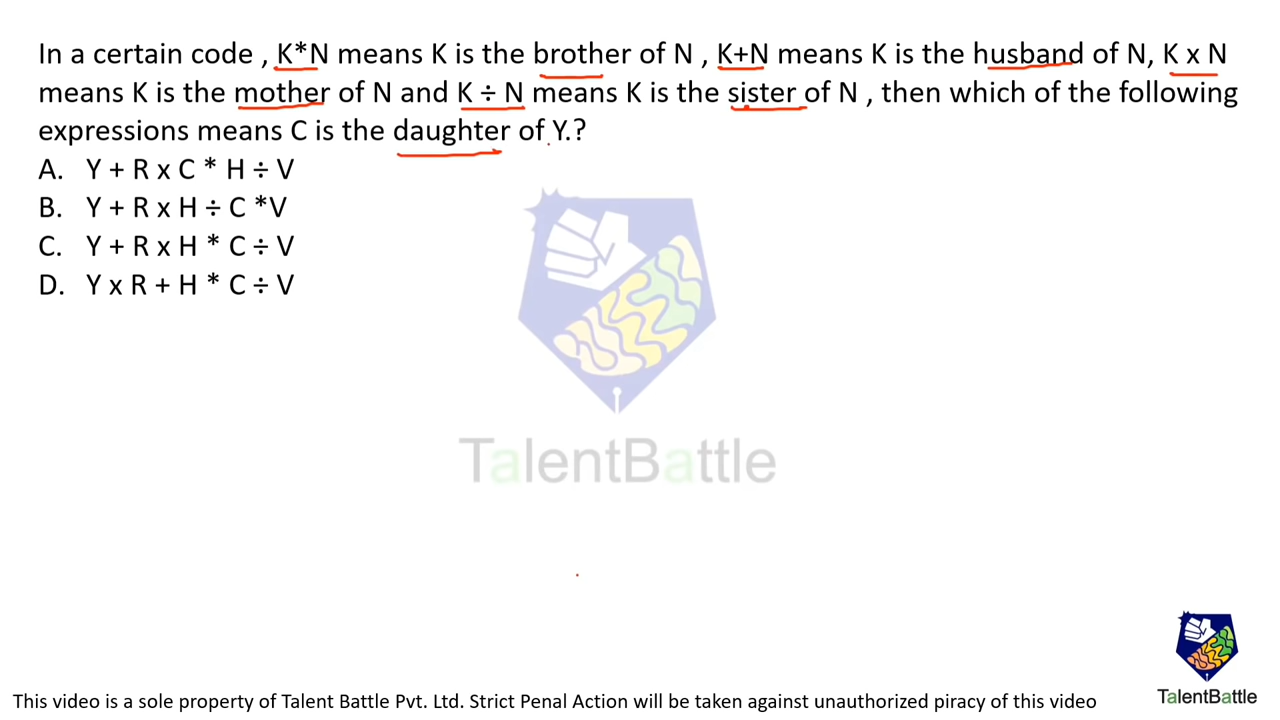 In a certain code , K*N means K is the brother of N , K+N means K is the husband of N, K x N
means K is the mother of N and K ÷ N means K is the sister of N , then which of the following
expressions means C is the daughter of Y.?
A. Y + R x C * H ÷ V
B. Y + R x H ÷ C *V
C. Y + R x H * C ÷ V
D. Y x R + H * C ÷ V
TalentBattle
TalentBattle
This video is a sole property of Talent Battle Pvt. Ltd. Strict Penal Action will be taken against unauthorized piracy of this video